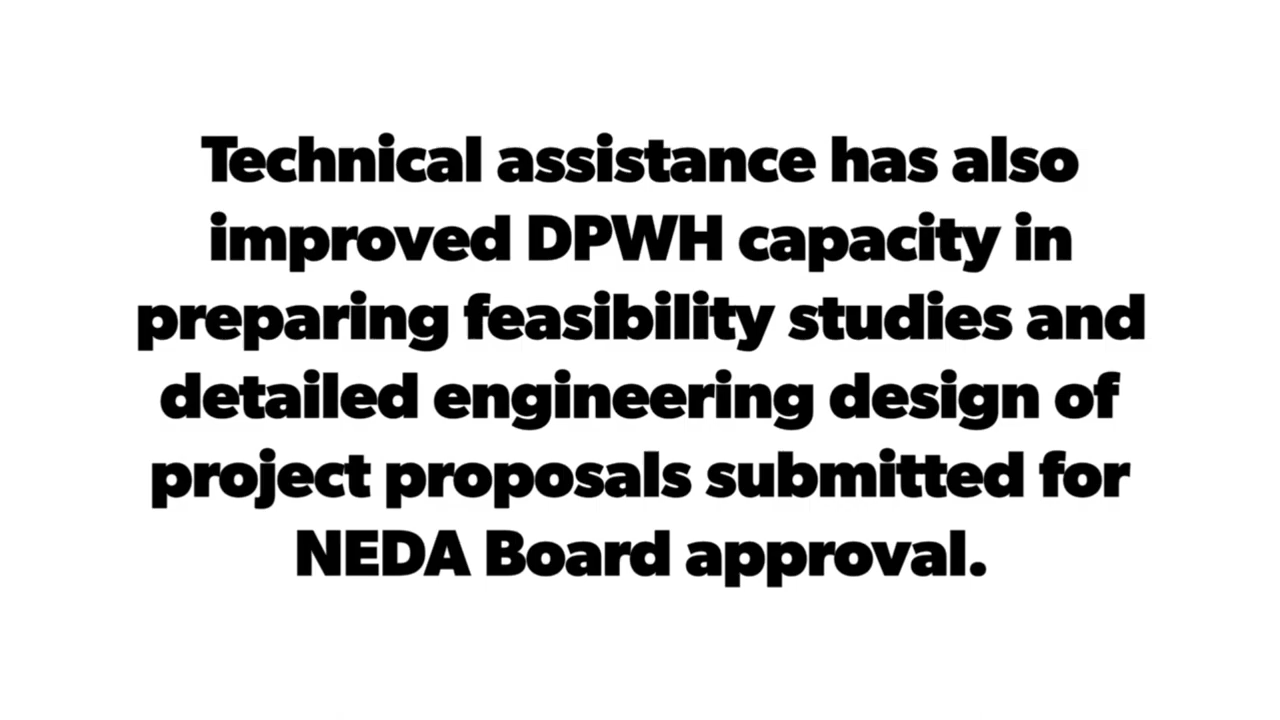 Technical assistance has also
improved DPWH capacity in
preparing feasibility studies and
detailed engineering design of
project proposals submitted for
NEDA Board approval.